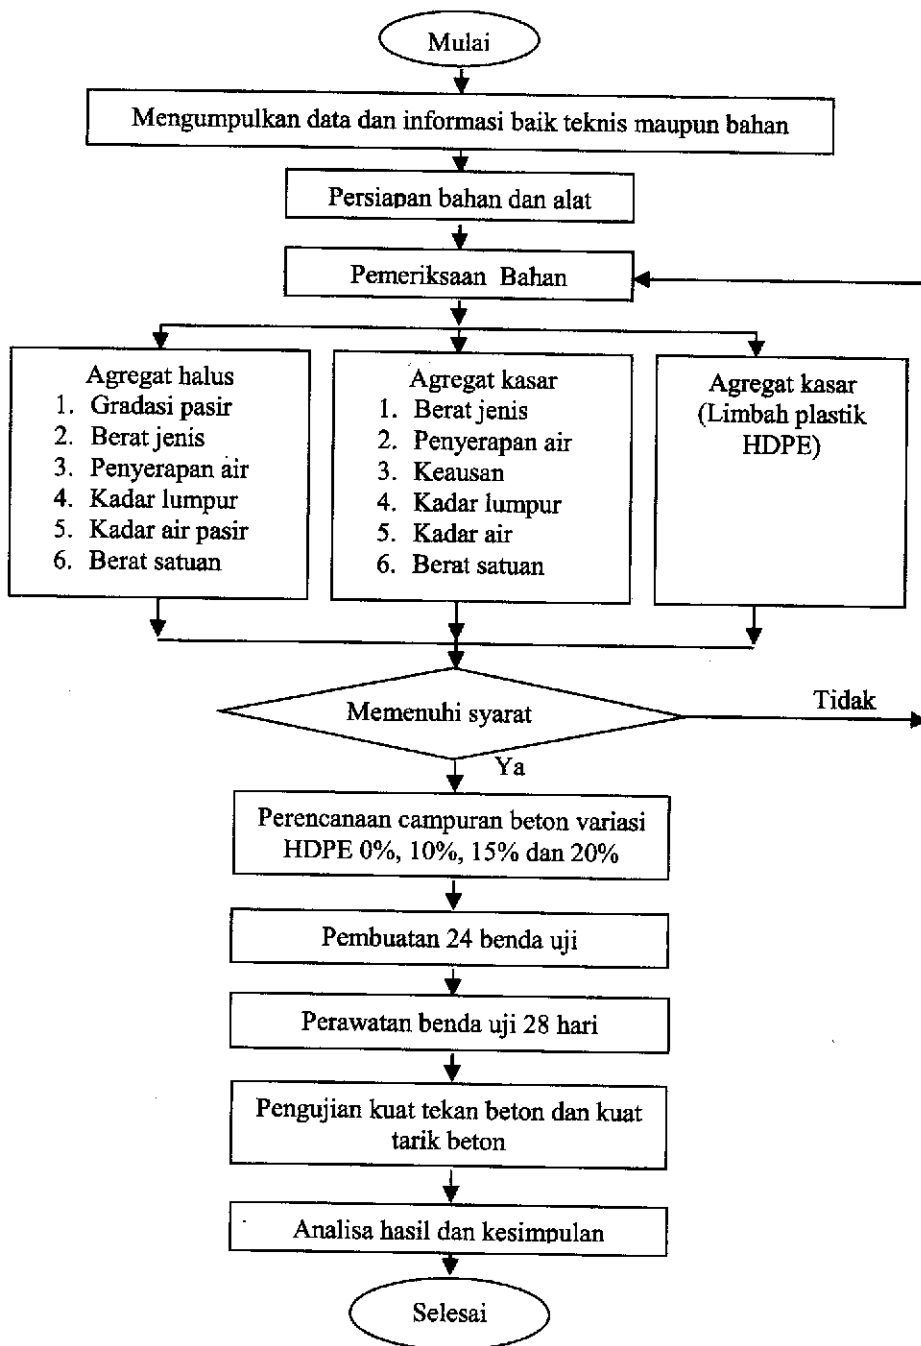 Mulai
Mengumpulkan data dan informasi baik teknis maupun bahan
Persiapan bahan dan alat
Pemeriksaan Bahan
Agregat halus
1. Gradasi pasir
2. Berat jenis
3. Penyerapan air
4. Kadar lumpur
5. Kadar air pasir
6. Berat satuan
Agregat kasar
1. Berat jenis
2. Penyerapan air
3. Keausan
4. Kadar lumpur
5. Kadar air
6. Berat satuan
Agregat kasar
(Limbah plastik
HDPE)
Memenuhi syarat
Tidak
Ya
Perencanaan campuran beton variasi
HDPE 0%, 10%, 15% dan 20%
Pembuatan 24 benda uji
Perawatan benda uji 28 hari
Pengujian kuat tekan beton dan kuat
tarik beton
Analisa hasil dan kesimpulan
Selesai